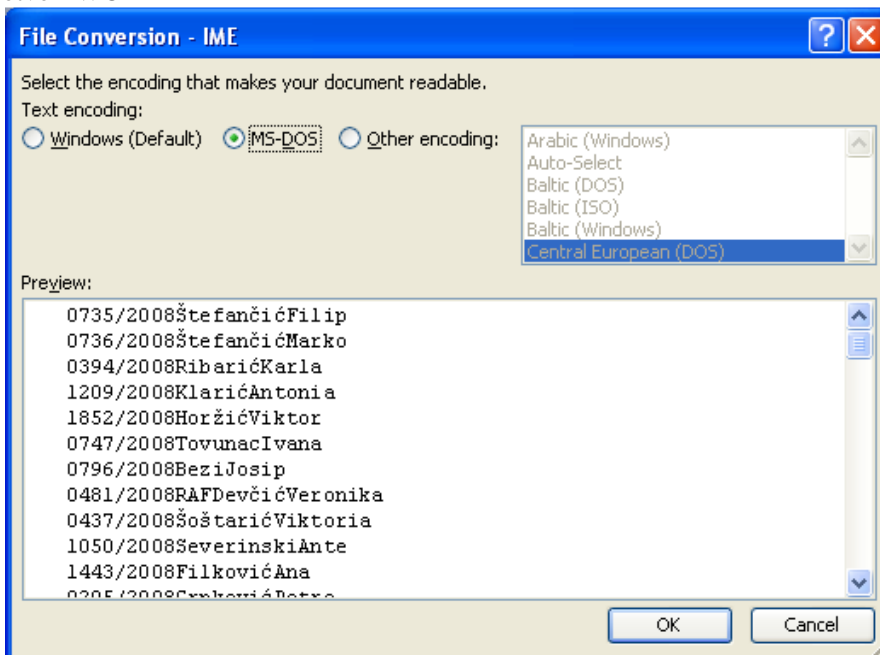 File Conversion - IME
Select the encoding that makes your document readable.
Text encoding:
Windows (Default) MS-DOS Other encoding:
Arabic (Windows)
Auto-Select
Baltic (DOS)
Baltic (ISO)
Baltic (Windows)
Central European (DOS)
Preview:
0735/2008ŠtefančićFilip
0736/2008ŠtefančićMarko
0394/2008RibarićKarla
1209/2008KlarićAntonia
1852/2008HoržićViktor
0747/2008TovunacIvana
0796/2008BeziJosip
0481/2008RAFDevčićVeronika
0437/2008ŠoštarićViktoria
1050/2008SeverinskiAnte
1443/2008FilkovićAna
OK Cancel